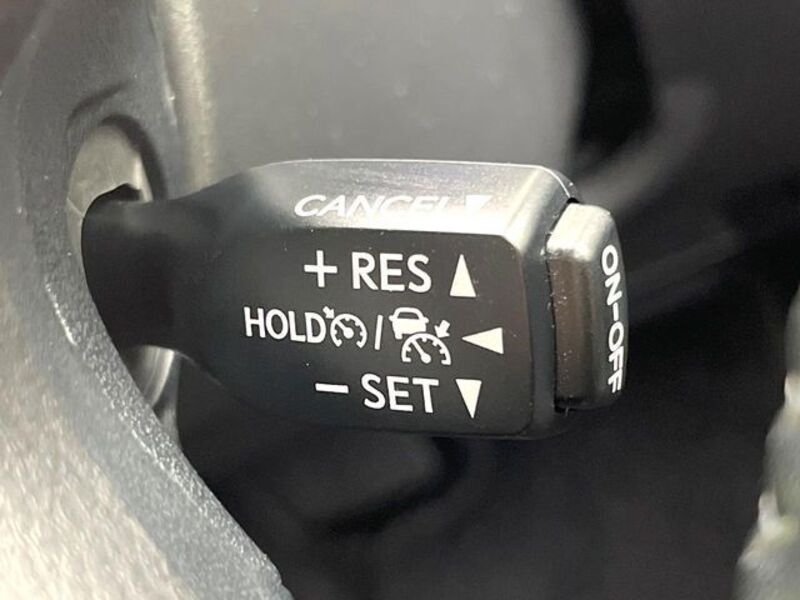 CANCEL ▼
+ RES ▲
HOLD / ◀
- SET ▼
ON-OFF